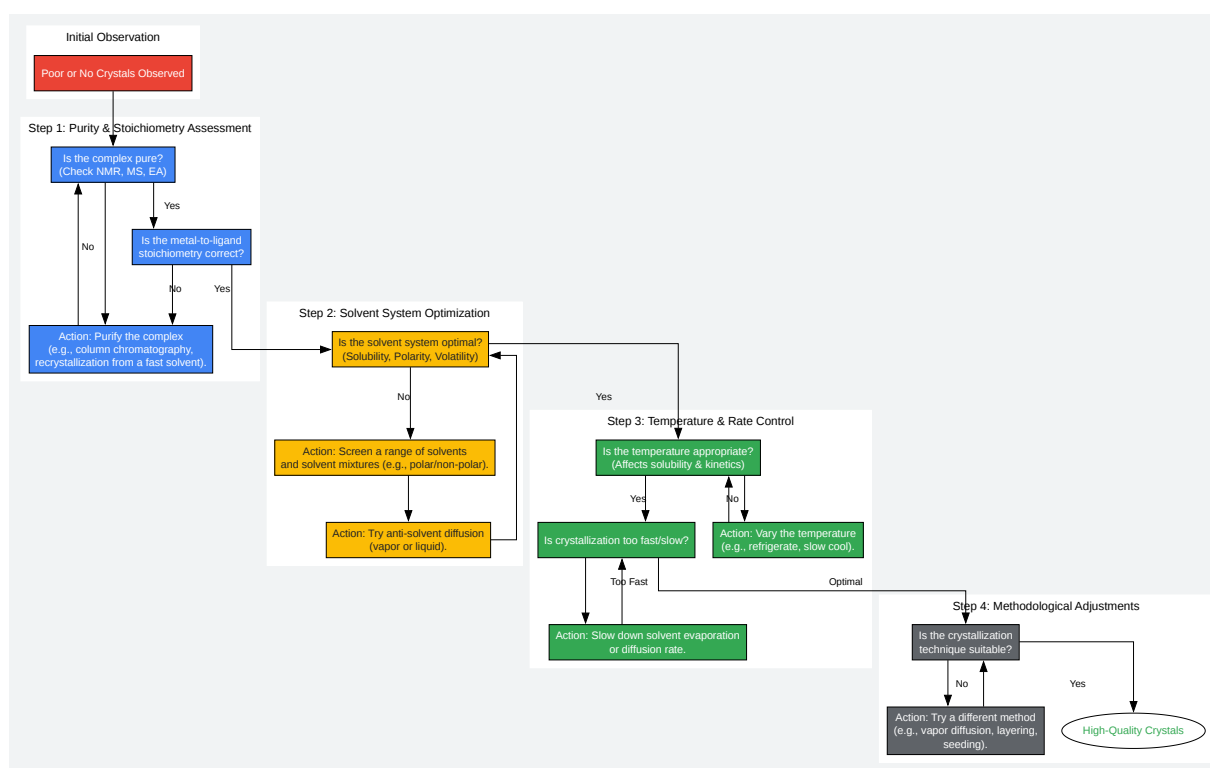 Initial Observation
Poor or No Crystals Observed
Step 1: Purity & Stoichiometry Assessment
Is the complex pure?
(Check NMR, MS, EA)
Yes
No
Is the metal-to-ligand
stoichiometry correct?
No
Yes
Action: Purify the complex
(e.g., column chromatography,
recrystallization from a fast solvent).
Step 2: Solvent System Optimization
Is the solvent system optimal?
(Solubility, Polarity, Volatility)
No
Yes
Action: Screen a range of solvents
and solvent mixtures (e.g., polar/non-polar).
Action: Try anti-solvent diffusion
(vapor or liquid).
Step 3: Temperature & Rate Control
Is the temperature appropriate?
(Affects solubility & kinetics)
Yes
No
Is crystallization too fast/slow?
Action: Vary the temperature
(e.g., refrigerate, slow cool).
Too Fast
Optimal
Action: Slow down solvent evaporation
or diffusion rate.
Step 4: Methodological Adjustments
Is the crystallization
technique suitable?
No
Yes
Action: Try a different method
(e.g., vapor diffusion, layering,
seeding).
High-Quality Crystals